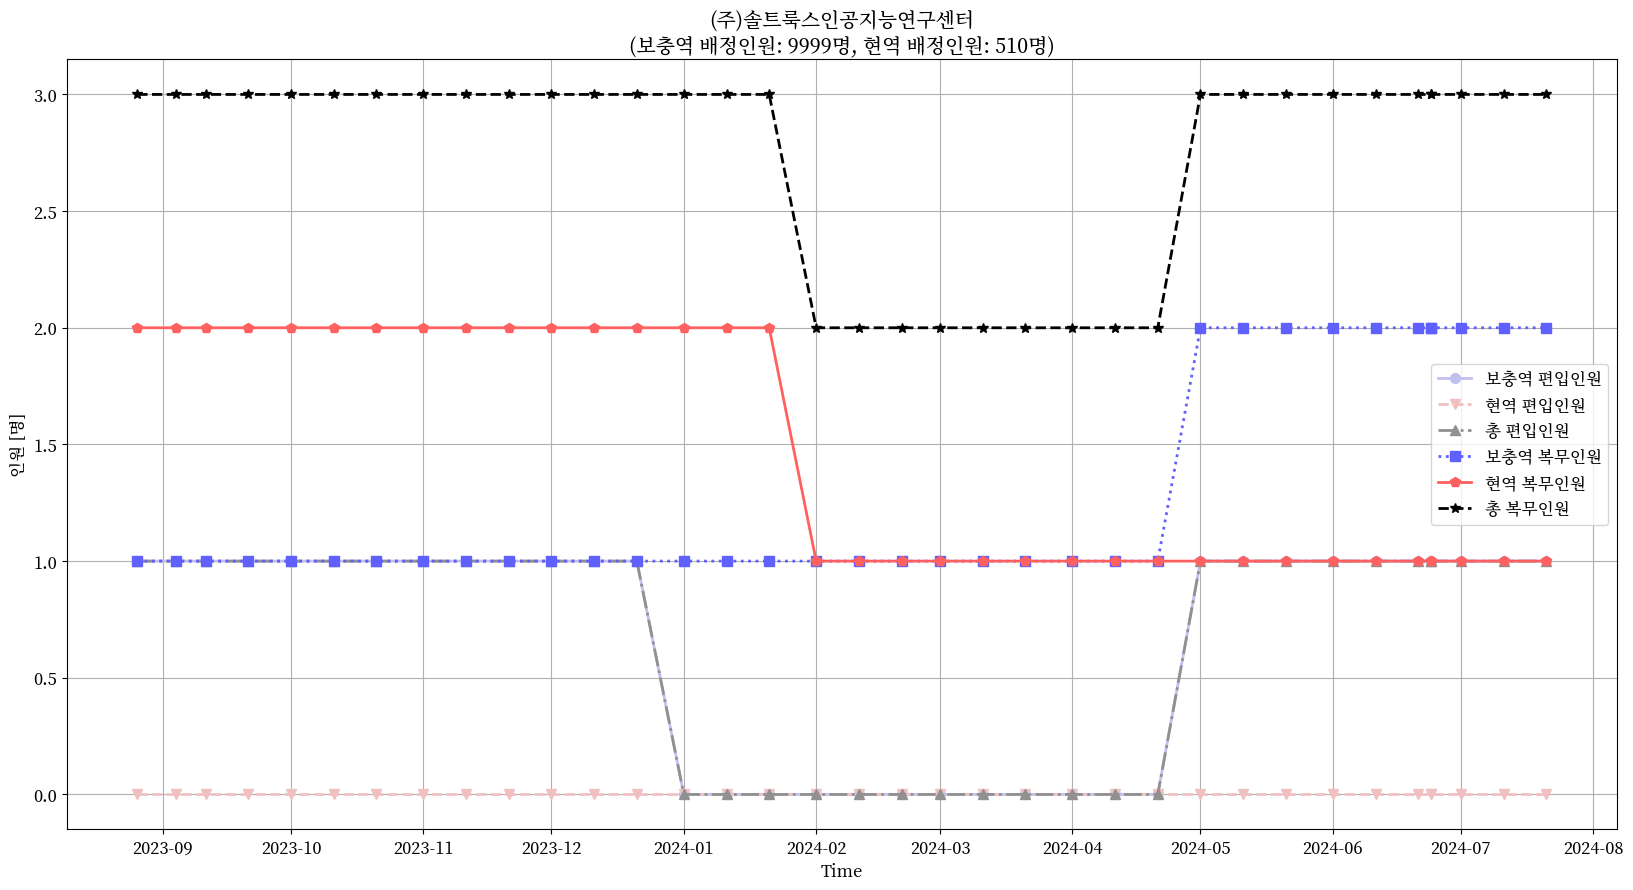 (주)솔트룩스인공지능연구센터
(보충역 배정인원: 9999명, 현역 배정인원: 510명)
인원 [명]
3.0
2.5
2.0
1.5
1.0
0.5
0.0
보충역 편입인원
현역 편입인원
총 편입인원
보충역 복무인원
현역 복무인원
총 복무인원
2023-09 2023-10 2023-11 2023-12 2024-01 2024-02 2024-03 2024-04 2024-05 2024-06 2024-07 2024-08
Time